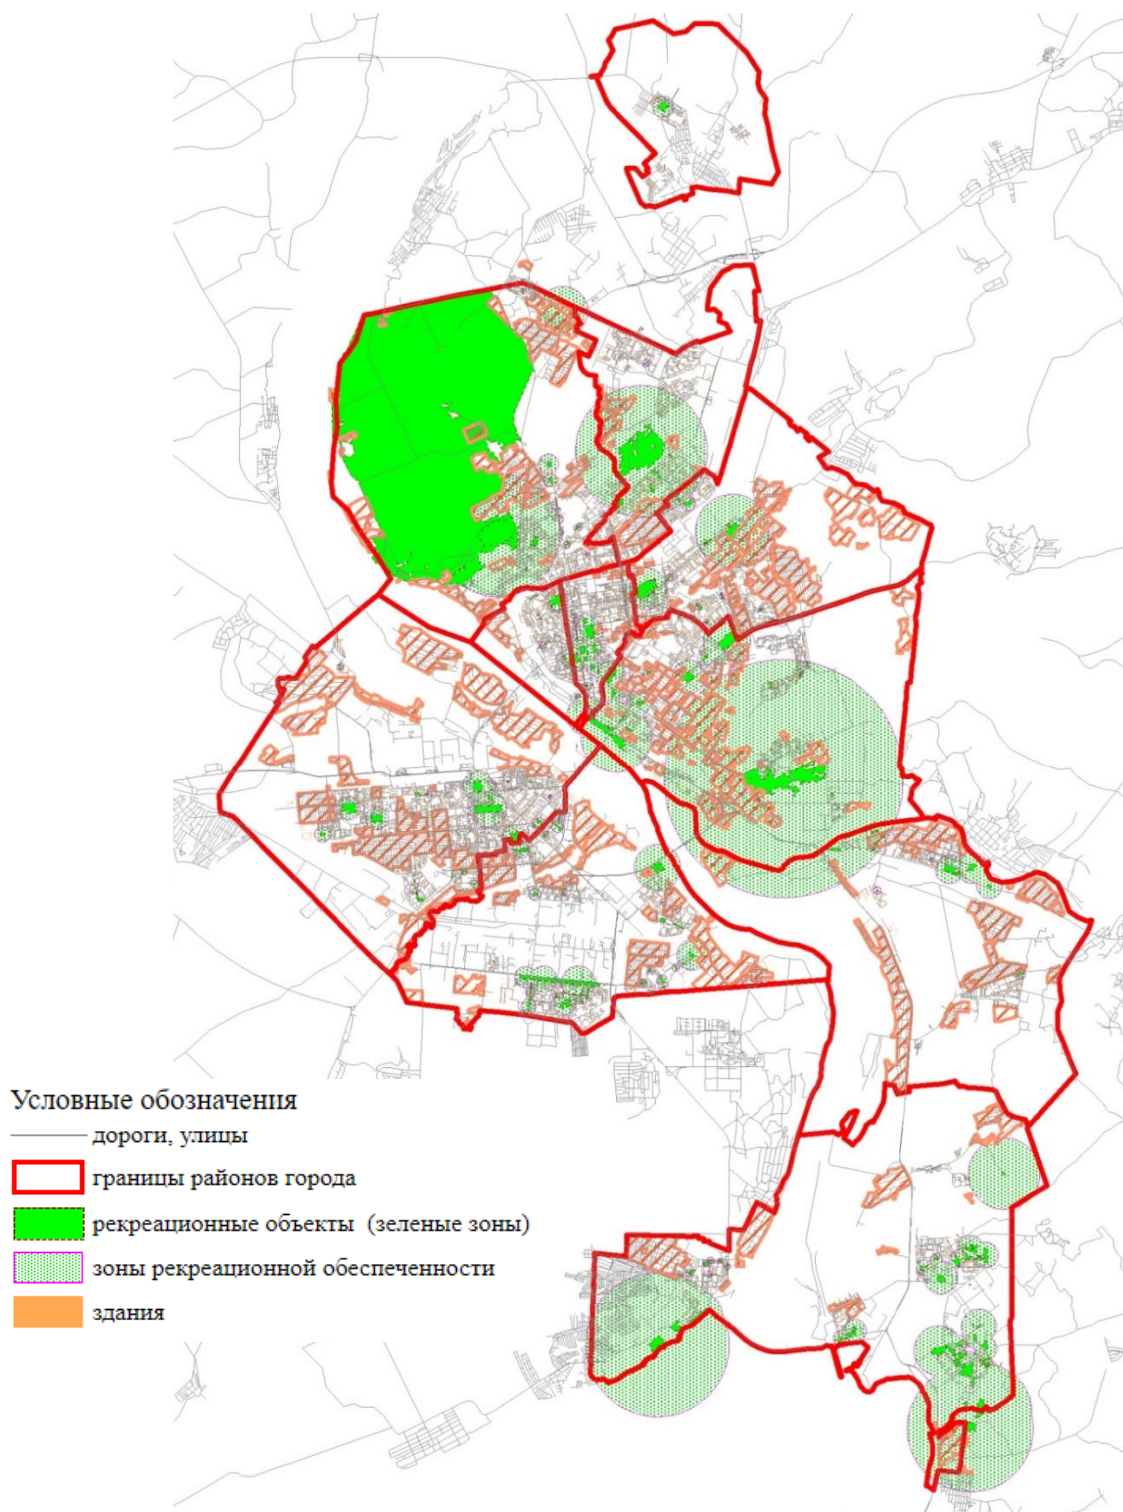 Условные обозначения
дороги, улицы
границы районов города
рекреационные объекты (зеленые зоны)
зоны рекреационной обеспеченности
здания